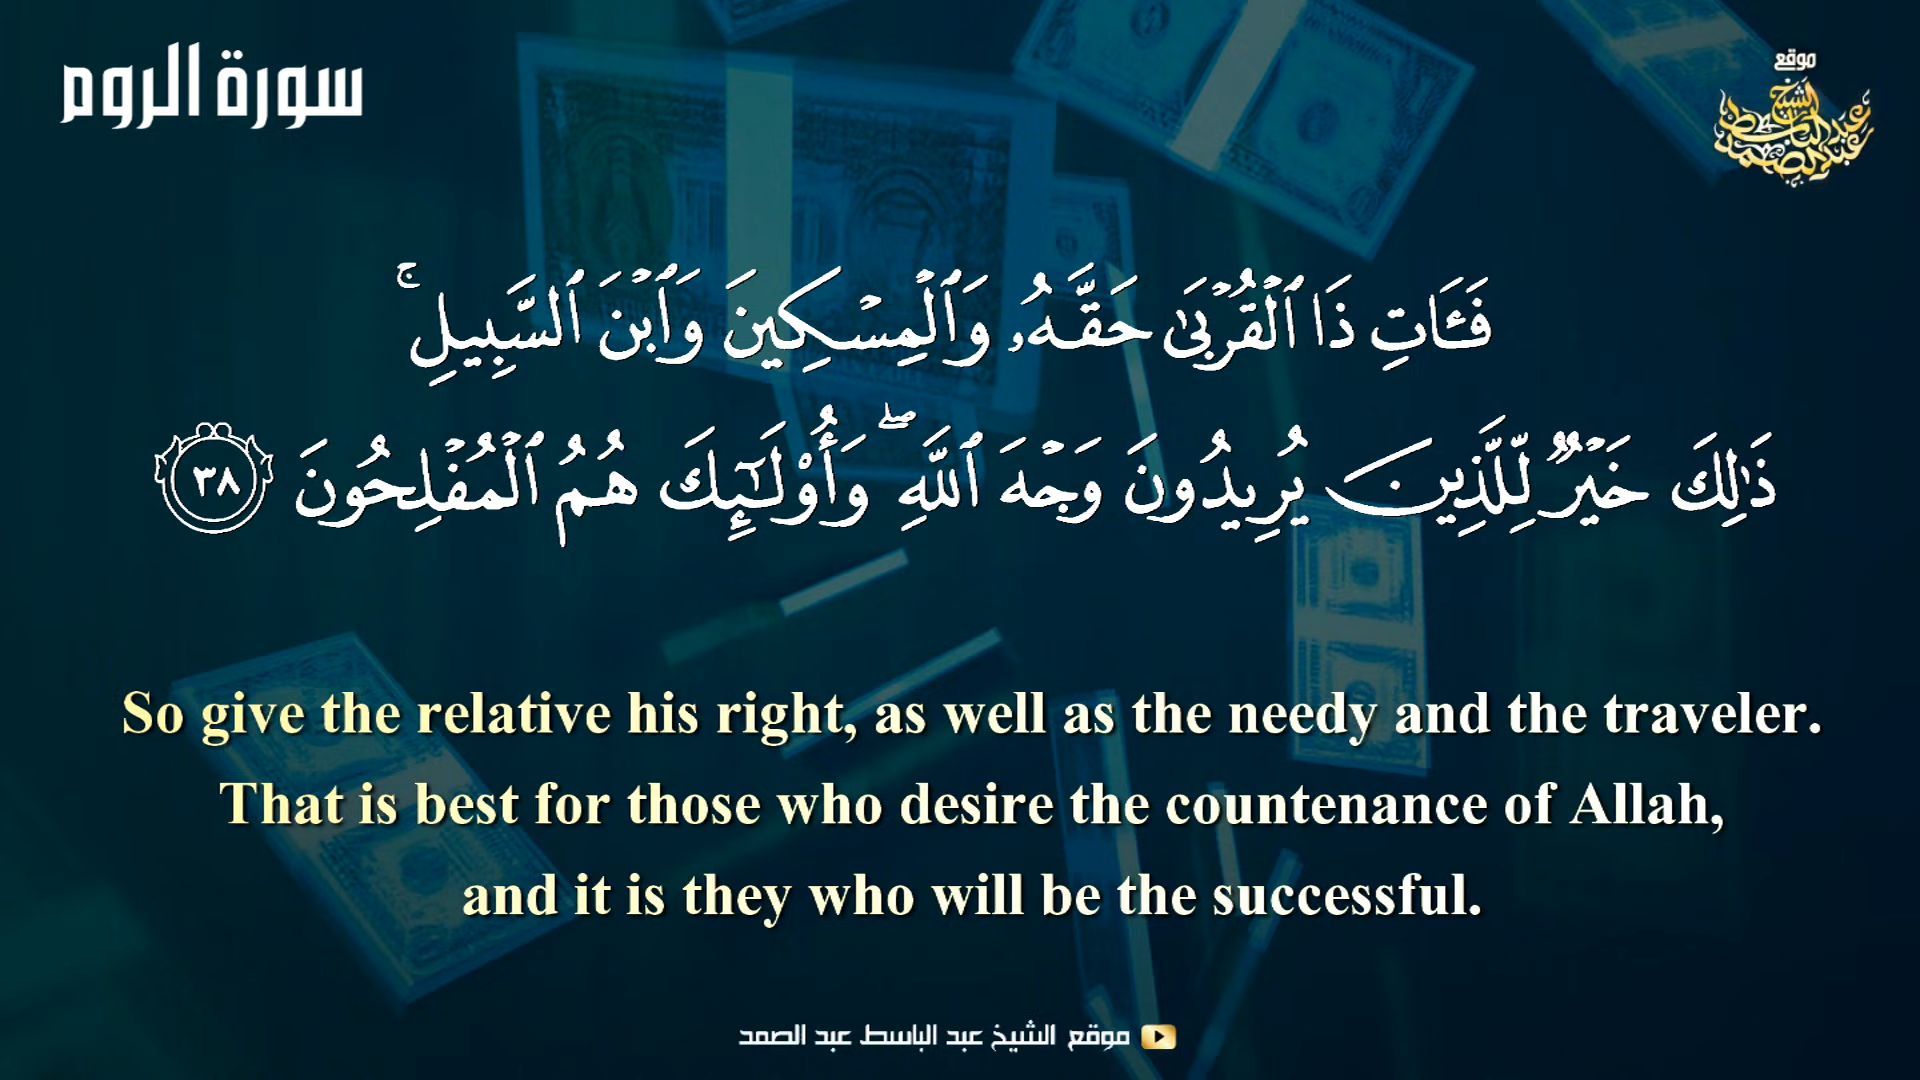 سورة الروم
موقع
الشيخ
عبد الباسط
عبد الصمد
فَـَٔاتِ ذَا ٱلْقُرْبَىٰ حَقَّهُۥ وَٱلْمِسْكِينَ وَٱبْنَ ٱلسَّبِيلِ ۚ
ذَٰلِكَ خَيْرٌۭ لِّلَّذِينَ يُرِيدُونَ وَجْهَ ٱللَّهِ ۖ وَأُو۟لَـٰٓئِكَ هُمُ ٱلْمُفْلِحُونَ ٣٨
So give the relative his right, as well as the needy and the traveler.
That is best for those who desire the countenance of Allah,
and it is they who will be the successful.
موقع الشيخ عبد الباسط عبد الصمد